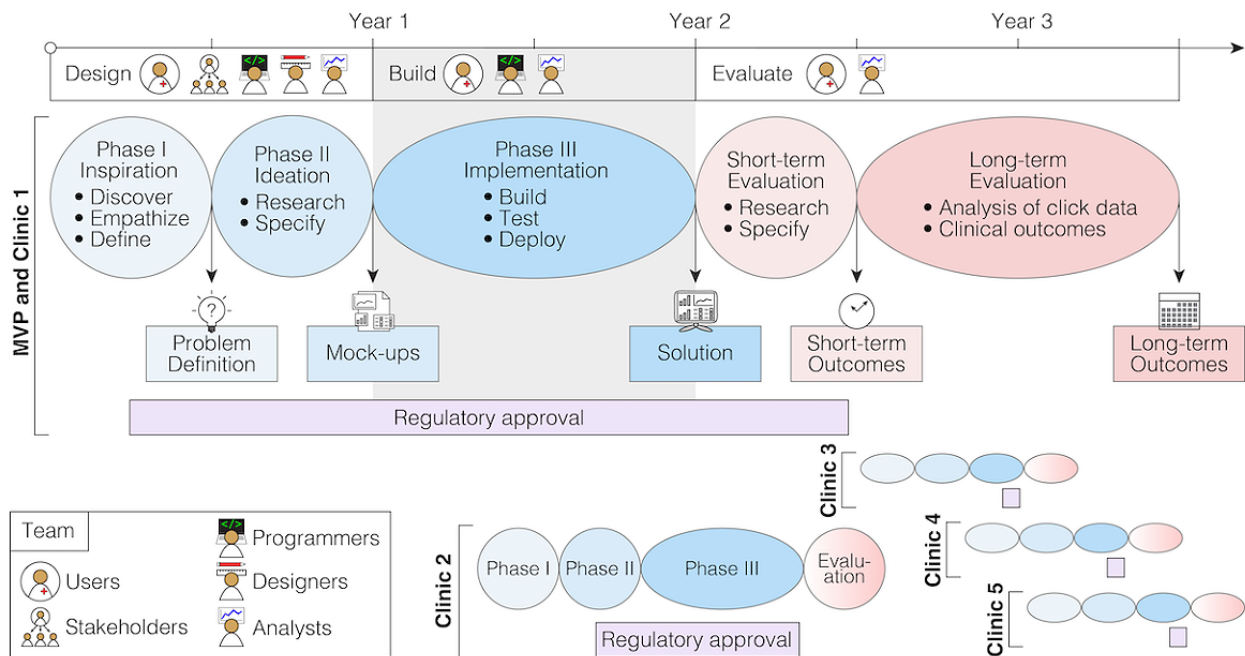 Year 1
Year 2
Year 3
Design
Build
Evaluate
MVP and Clinic 1
Phase I
Inspiration
• Discover
• Empathize
• Define
Phase II
Ideation
• Research
• Specify
Phase III
Implementation
• Build
• Test
• Deploy
Short-term
Evaluation
• Research
• Specify
Long-term
Evaluation
• Analysis of click data
• Clinical outcomes
?
Problem
Definition
Mock-ups
Solution
Short-term
Outcomes
Long-term
Outcomes
Regulatory approval
Team
Users
Stakeholders
</>
Programmers
Designers
Analysts
Clinic 2
Phase I
Phase II
Phase III
Evalu-
ation
Regulatory approval
Clinic 3
Clinic 4
Clinic 5